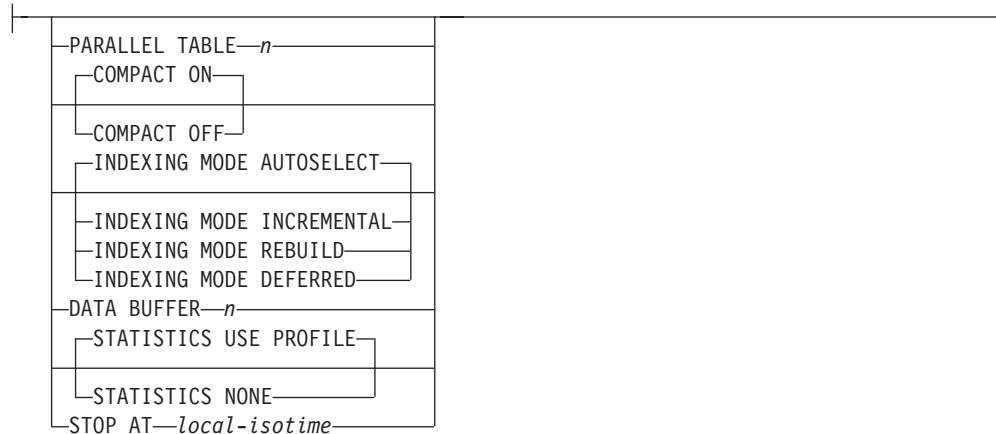 PARALLEL TABLE n
COMPACT ON
COMPACT OFF
INDEXING MODE AUTOSELECT
INDEXING MODE INCREMENTAL
INDEXING MODE REBUILD
INDEXING MODE DEFERRED
DATA BUFFER n
STATISTICS USE PROFILE
STATISTICS NONE
STOP AT local-isotime